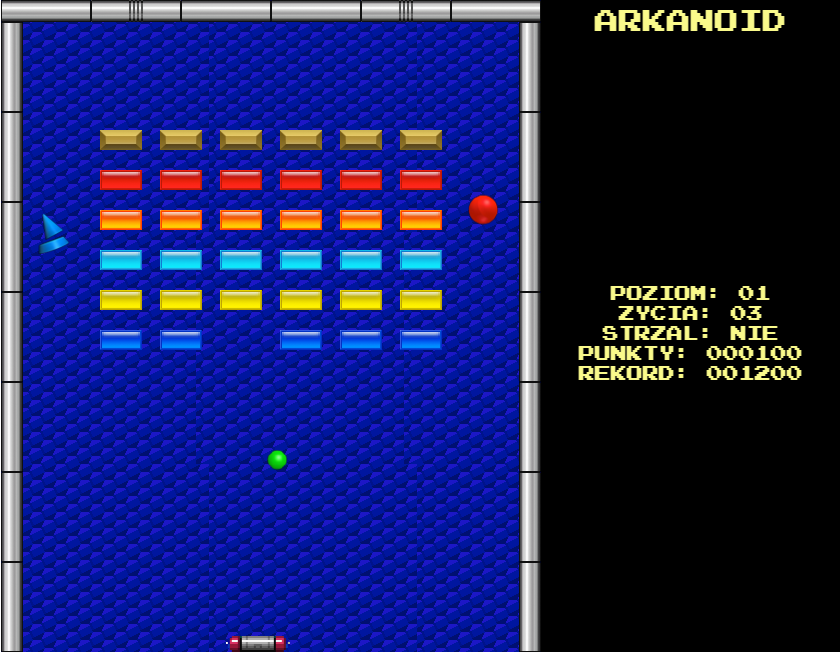 ARKANOID
POZIOM: 01
ZYCIA: 03
STRZAL: NIE
PUNKTY: 000100
REKORD: 001200